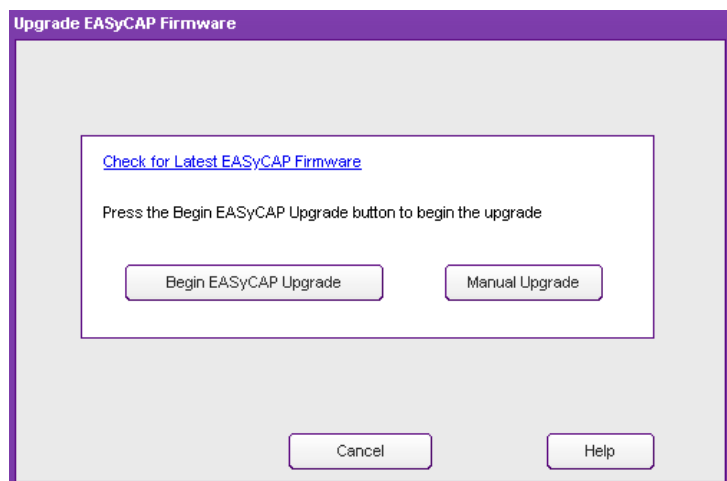 Upgrade EASyCAP Firmware
Check for Latest EASyCAP Firmware
Press the Begin EASyCAP Upgrade button to begin the upgrade
Begin EASyCAP Upgrade
Manual Upgrade
Cancel
Help